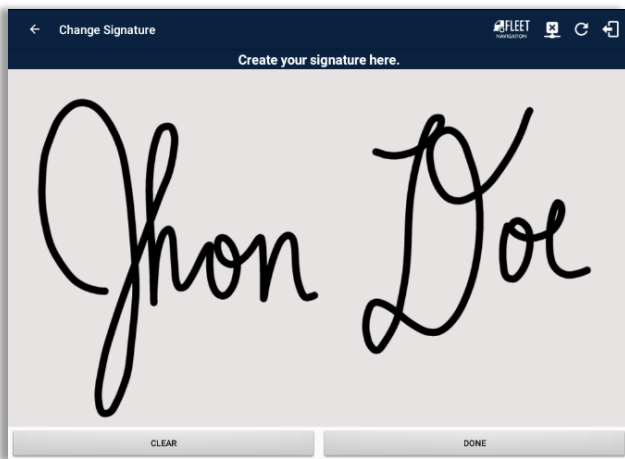 Change Signature
FLEET
NAVIGATION
Create your signature here.
Jhon Doe
CLEAR
DONE